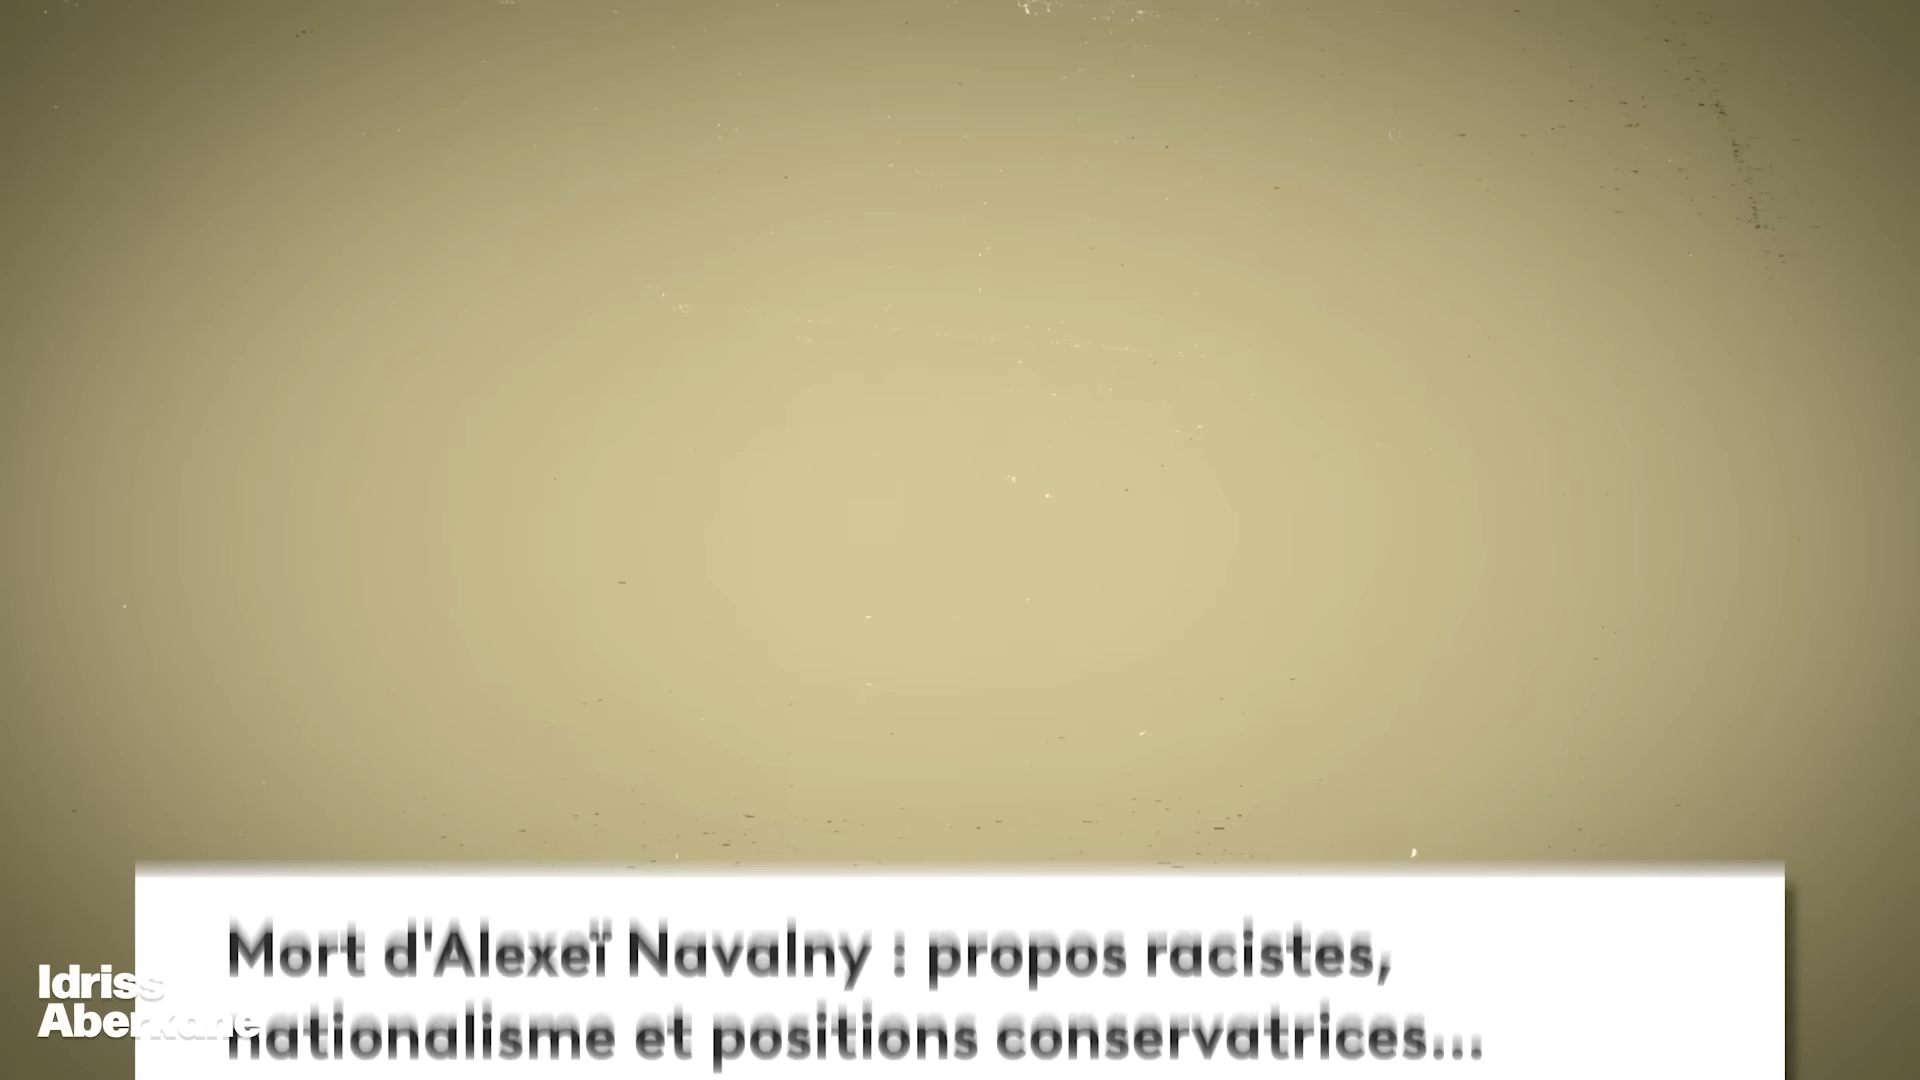 Mort d'Alexeï Navalny : propos racistes,
nationalisme et positions conservatrices...
Idriss
Aberkane